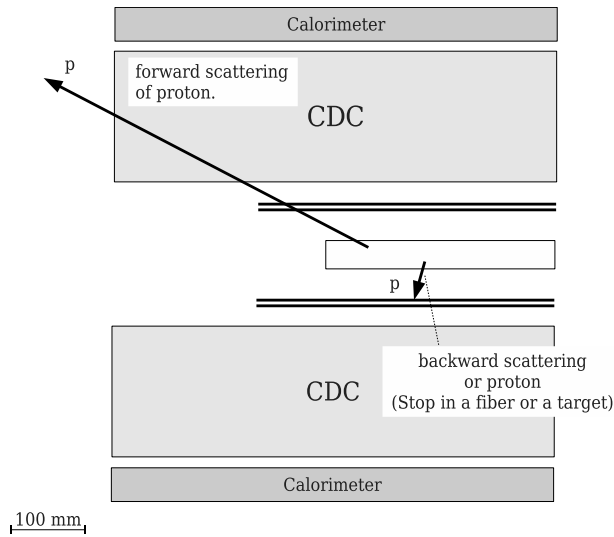 Calorimeter
p
forward scattering
of proton.
CDC
p
backward scattering
or proton
(Stop in a fiber or a target)
CDC
Calorimeter
100 mm